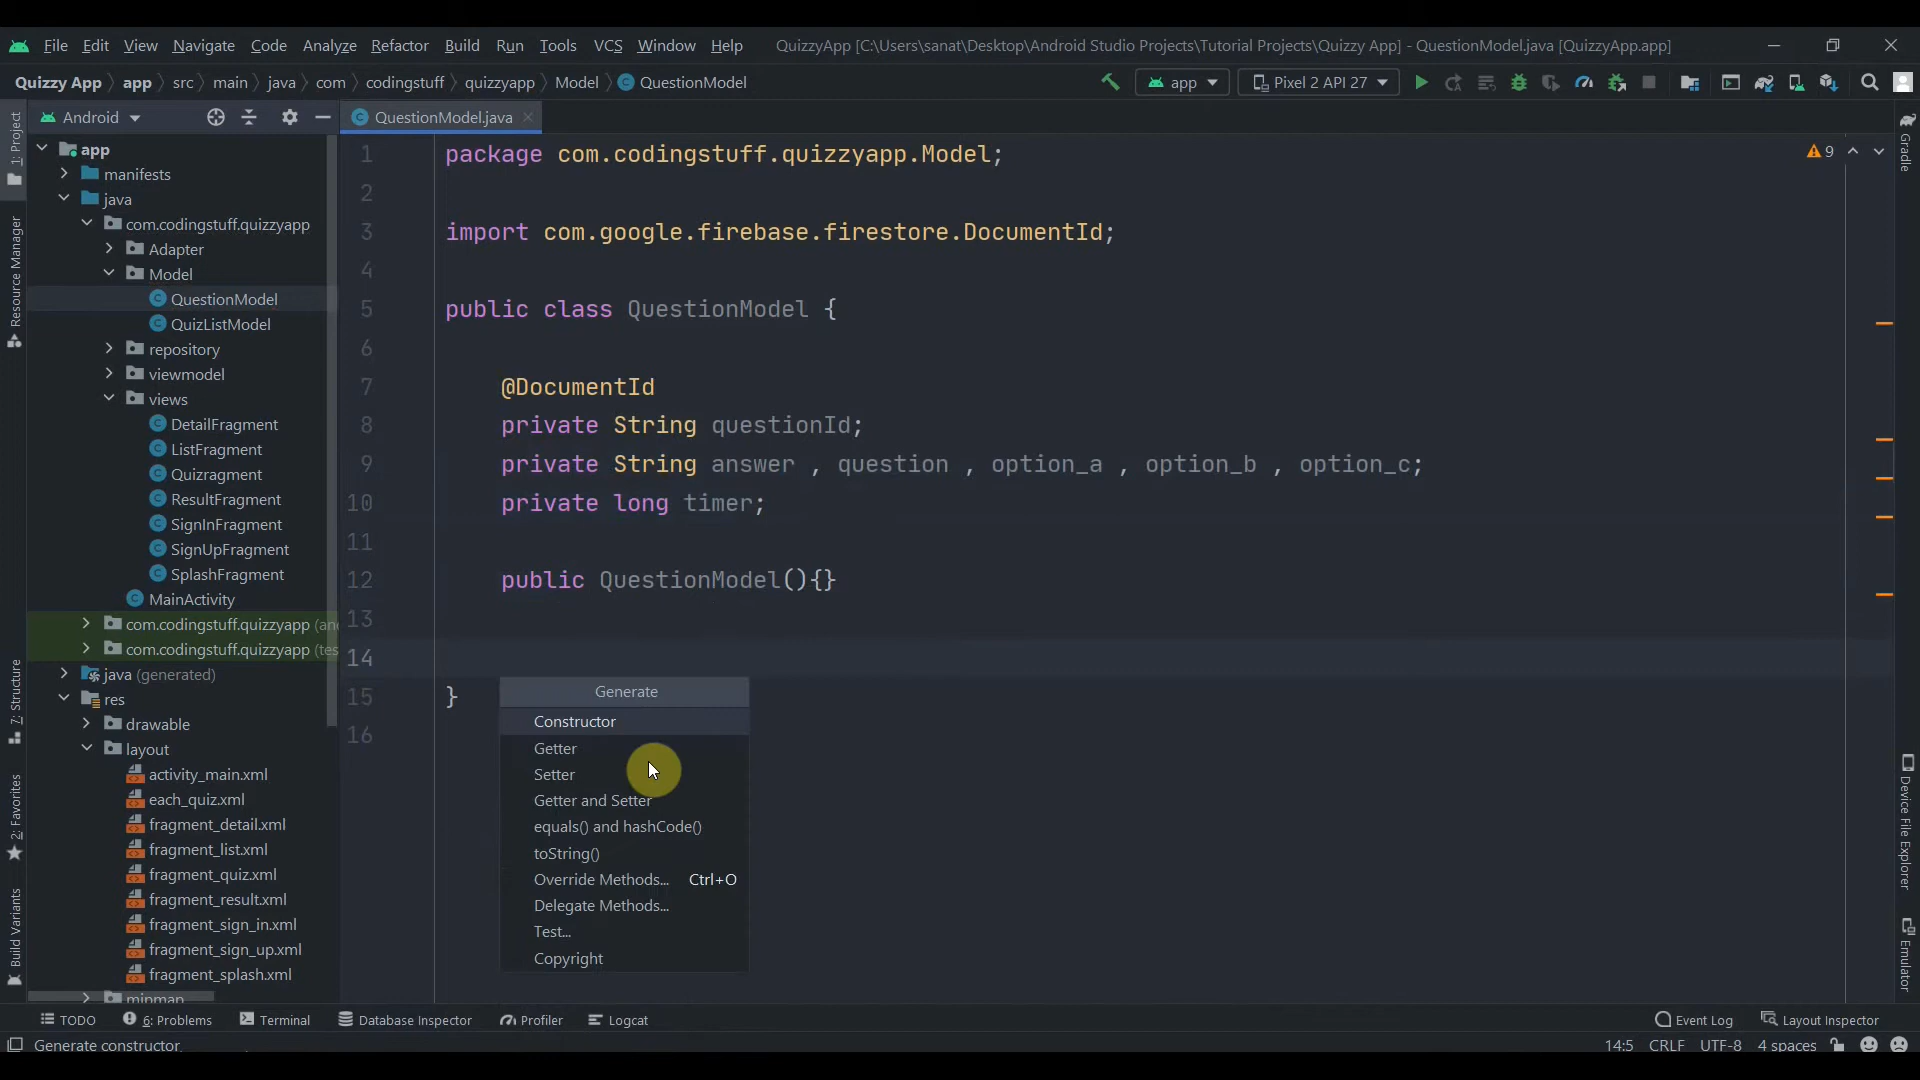 File Edit View Navigate Code Analyze Refactor Build Run Tools VCS Window Help QuizzyApp [C:\Users\sanat\Desktop\Android Studio Projects\Tutorial Projects\Quizzy App] - QuestionModel.java [QuizzyApp.app]
Quizzy App app src main java com codingstuff quizzyapp Model QuestionModel app Pixel 2 API 27
Android QuestionModel.java
1: Project
Resource Manager
7: Structure
2: Favorites
Build Variants
app
manifests
java
com.codingstuff.quizzyapp
Adapter
Model
QuestionModel
QuizListModel
repository
viewmodel
views
DetailFragment
ListFragment
Quizragment
ResultFragment
SignInFragment
SignUpFragment
SplashFragment
MainActivity
com.codingstuff.quizzyapp (an
com.codingstuff.quizzyapp (tes
java (generated)
res
drawable
layout
activity_main.xml
each_quiz.xml
fragment_detail.xml
fragment_list.xml
fragment_quiz.xml
fragment_result.xml
fragment_sign_in.xml
fragment_sign_up.xml
fragment_splash.xml
mipmap
1 package com.codingstuff.quizzyapp.Model;
2
3 import com.google.firebase.firestore.DocumentId;
4
5 public class QuestionModel {
6
7 @DocumentId
8 private String questionId;
9 private String answer , question , option_a , option_b , option_c;
10 private long timer;
11
12 public QuestionModel(){}
13
14
15 }
16
9
Generate
Constructor
Getter
Setter
Getter and Setter
equals() and hashCode()
toString()
Override Methods... Ctrl+O
Delegate Methods...
Test...
Copyright
Gradle
Device File Explorer
Emulator
TODO 6: Problems Terminal Database Inspector Profiler Logcat Event Log Layout Inspector
Generate constructor 14:5 CRLF UTF-8 4 spaces